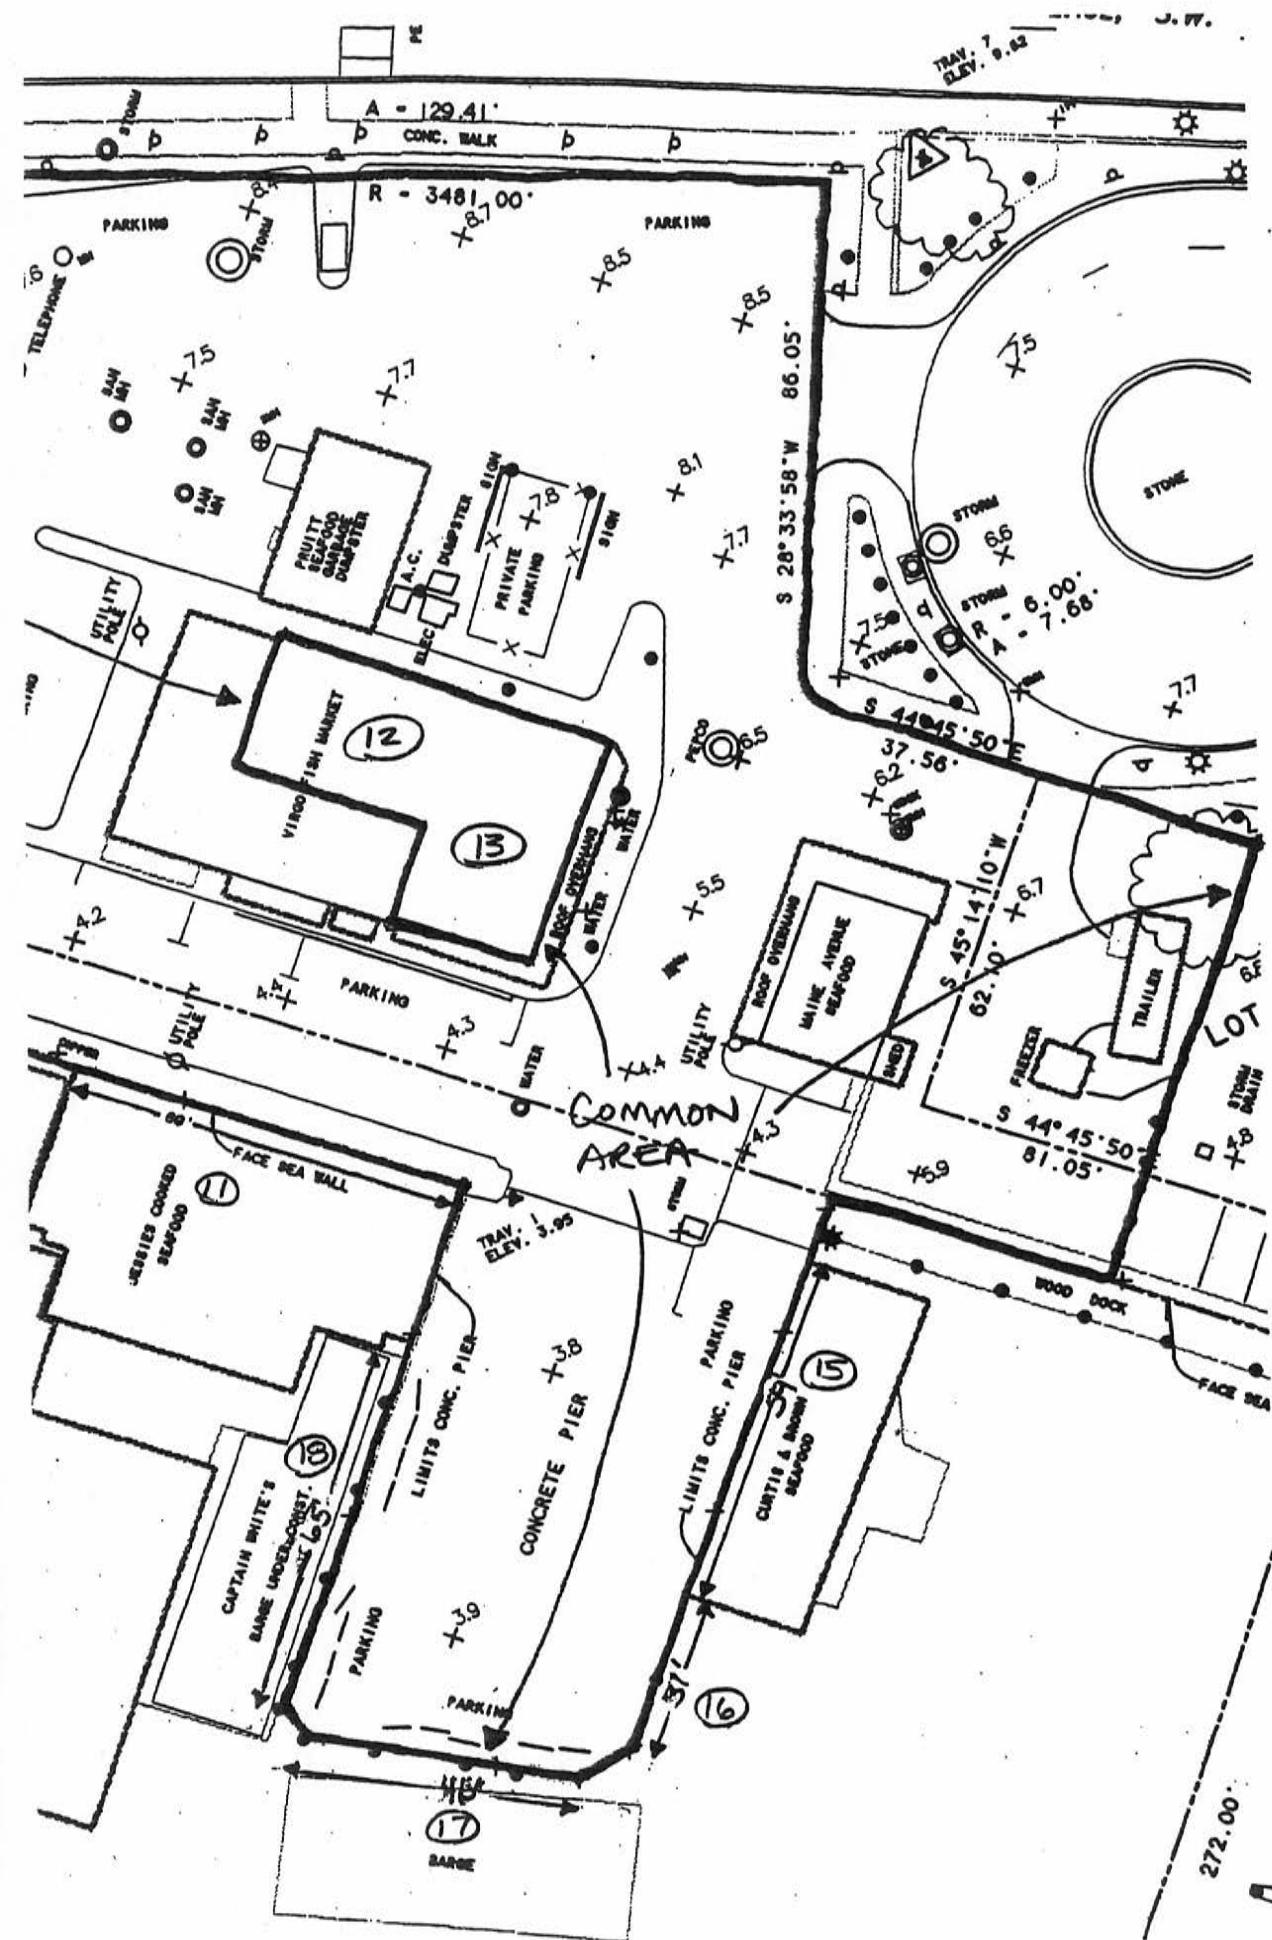 S.W.
TRAV. 7
ELEV. 9.62
PE
STORM
A - 129.41'
CONC. WALK
R - 3481.00'
8.4
8.7
PARKING
STORM
PARKING
MH
TELEPHONE
8.5
8.5
7.5
7.5
7.7
SAN
MH
SAN
MH
SAN
MH
86.05'
S 28°33'58"W
STONE
8.1
7.7
SIGN
7.8
SIGN
PRIVATE
PARKING
DUMPSTER
A.C.
ELEC
PRUITT
SEAFOOD
GARBAGE
DUMPSTER
STORM
6.6
STORM
R - 6.00'
A - 7.68'
7.5
STONE
7.7
UTILITY
POLE
VIRGO FISH MARKET
12
13
PEPCO
6.5
S 44°45'50"E
37.56'
6.2
WATER
ROOF OVERHANG
WATER
5.5
S 45°14'10"W
62.10'
6.7
ROOF OVERHANG
MAINE AVENUE
SEAFOOD
SHED
TRAILER
FREEZER
LOT
STORM
DRAIN
4.8
4.2
4.4
PARKING
4.3
UTILITY
POLE
UTILITY
POLE
WATER
4.4
COMMON
AREA
4.3
S 44°45'50"
81.05'
5.9
FACE SEA WALL
11
JESSIES COOKED
SEAFOOD
TRAV. 1
ELEV. 3.95
STORM
WOOD DOCK
FACE SEA
PARKING
LIMITS CONC. PIER
15
CURTIS & BROWN
SEAFOOD
LIMITS CONC. PIER
3.8
CONCRETE PIER
18
CAPTAIN WHITE'S
BARGE UNDER CONST.
65'
PARKING
3.9
PARKING
37'
16
17
BARGE
272.00'